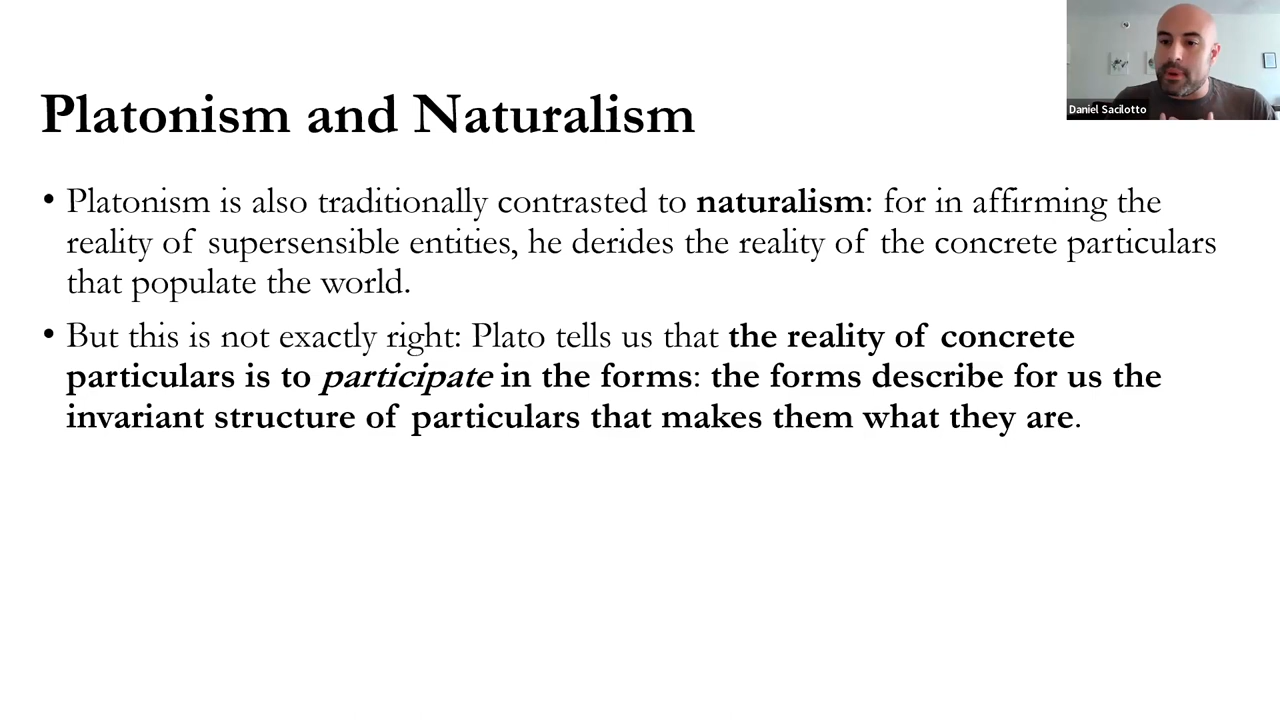 Daniel Sacilotto
Platonism and Naturalism
• Platonism is also traditionally contrasted to naturalism: for in affirming the
reality of supersensible entities, he derides the reality of the concrete particulars
that populate the world.
• But this is not exactly right: Plato tells us that the reality of concrete
particulars is to participate in the forms: the forms describe for us the
invariant structure of particulars that makes them what they are.